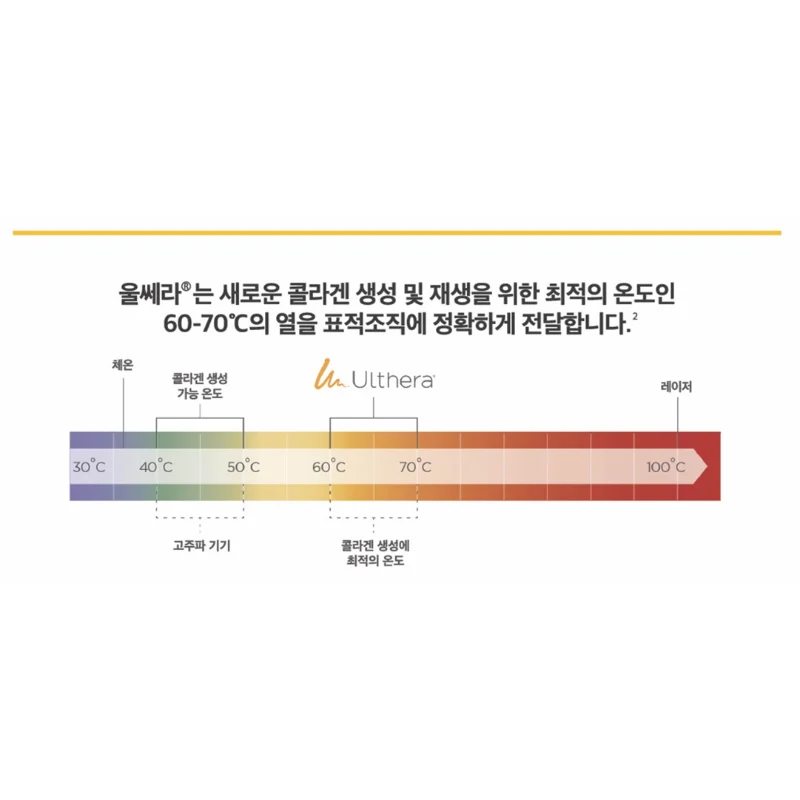 울쎄라®는 새로운 콜라겐 생성 및 재생을 위한 최적의 온도인
60-70℃의 열을 표적조직에 정확하게 전달합니다.²
체온
콜라겐 생성
가능 온도
Ulthera®
레이저
30°C 40°C 50°C 60°C 70°C 100°C
고주파 기기
콜라겐 생성에
최적의 온도